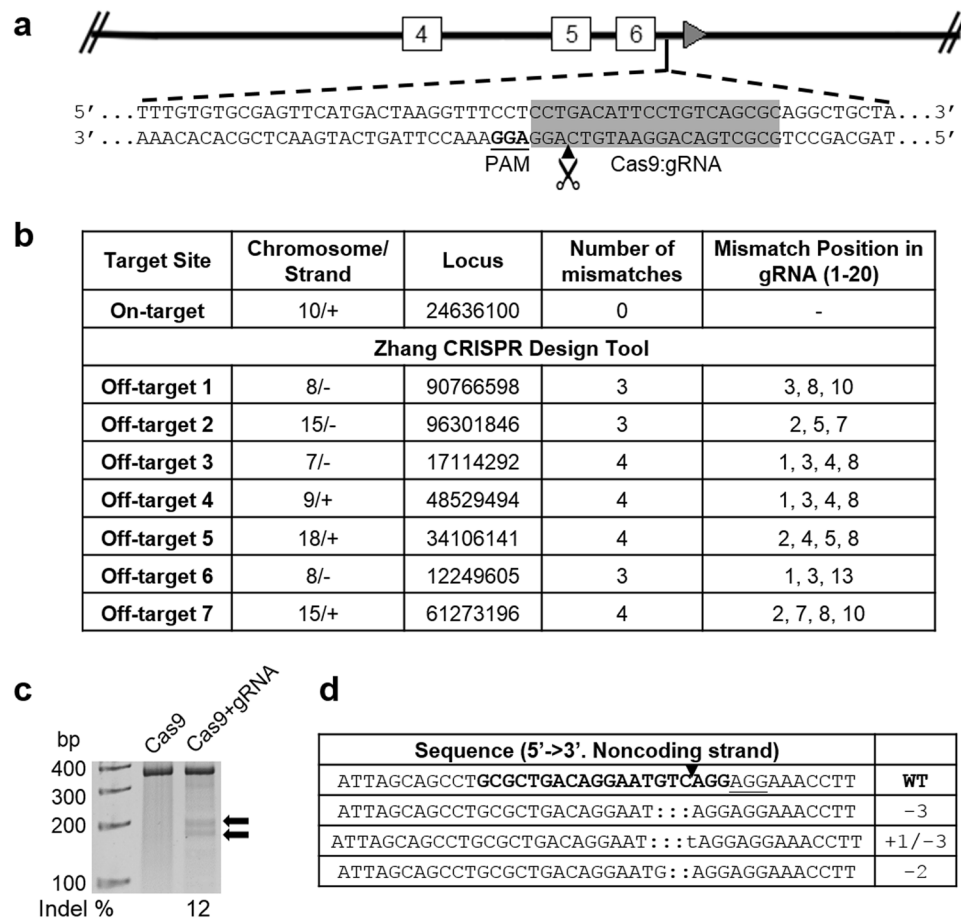 a
4 5 6
5' ...TTTGTGTGCGAGTTCATGACTAAGGTTTCCTCCTGACATTCCTGTCAGCGCAGGCTGCTA...3'
3' ...AAACACACGCTCAAGTACTGATTCCAAAGGAGGACTGTAAGGACAGTCGCGTCCGACGAT...5'
PAM Cas9:gRNA
b
Target Site Chromosome/Strand Locus Number of mismatches Mismatch Position in gRNA (1-20)
On-target 10/+ 24636100 0 -
Zhang CRISPR Design Tool
Off-target 1 8/- 90766598 3 3, 8, 10
Off-target 2 15/- 96301846 3 2, 5, 7
Off-target 3 7/- 17114292 4 1, 3, 4, 8
Off-target 4 9/+ 48529494 4 1, 3, 4, 8
Off-target 5 18/+ 34106141 4 2, 4, 5, 8
Off-target 6 8/- 12249605 3 1, 3, 13
Off-target 7 15/+ 61273196 4 2, 7, 8, 10
c
bp Cas9 Cas9+gRNA
400
300
200
100
Indel % 12
d
Sequence (5'->3'. Noncoding strand)
ATTAGCAGCCTGCGCTGACAGGAATGTCAGGAGGAAACCTT WT
ATTAGCAGCCTGCGCTGACAGGAAT:::AGGAGGAAACCTT −3
ATTAGCAGCCTGCGCTGACAGGAAT:::tAGGAGGAAACCTT +1/−3
ATTAGCAGCCTGCGCTGACAGGAATG::AGGAGGAAACCTT −2